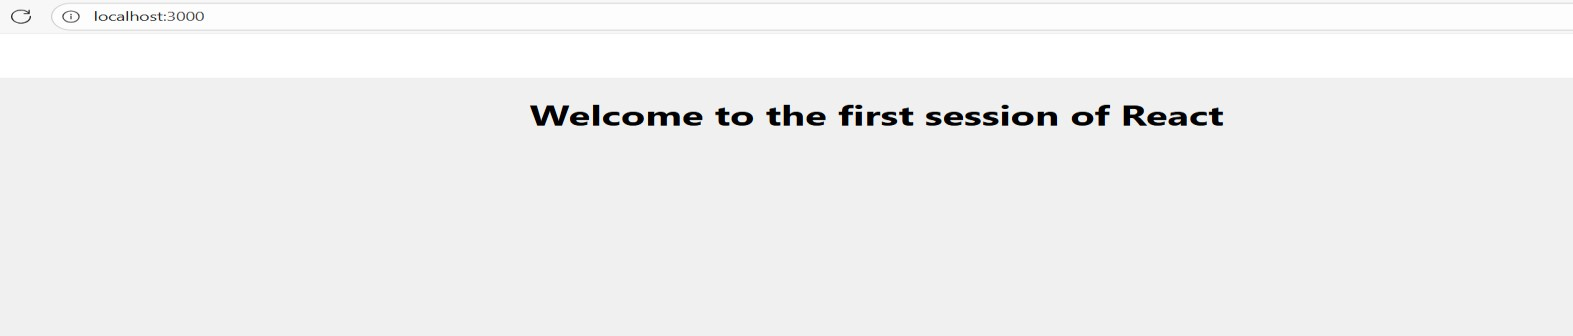 localhost:3000
Welcome to the first session of React